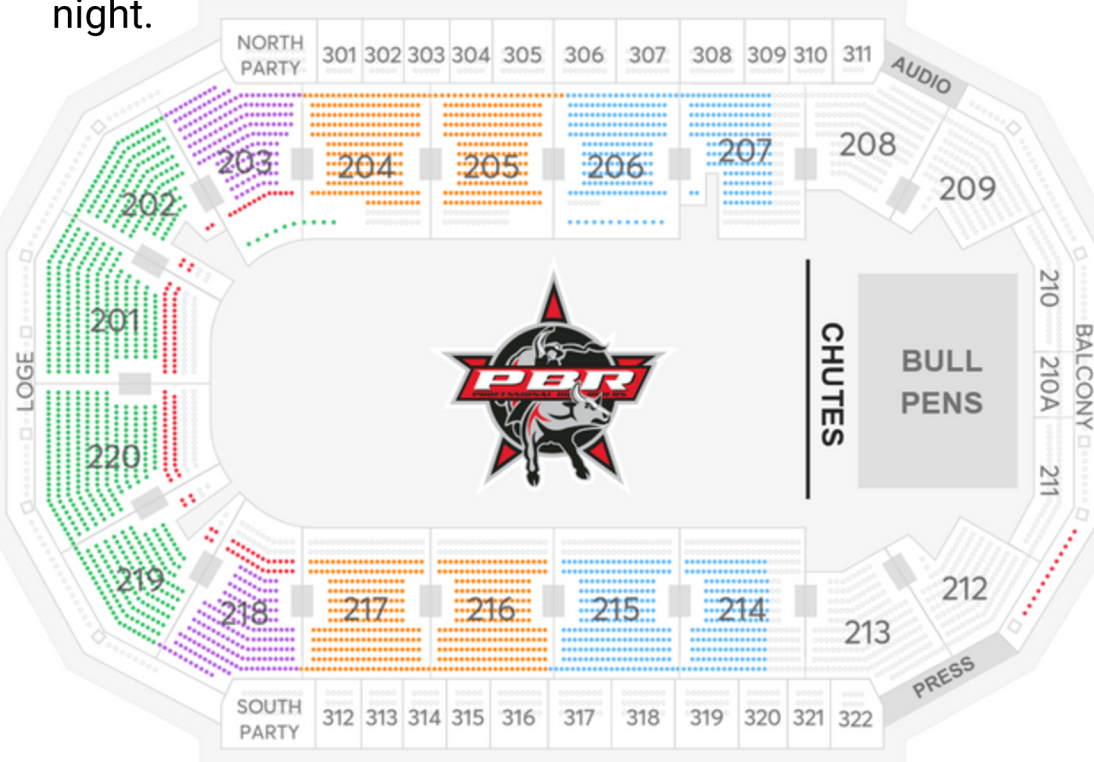 night.
NORTH
PARTY
301 302 303 304 305 306 307 308 309 310 311
AUDIO
203 204 205 206 207 208
202 209
201 210
LOGE
PBR
CHUTES
BULL
PENS
210A
BALCONY
220 211
219 218 217 216 215 214 213 212
PRESS
SOUTH
PARTY
312 313 314 315 316 317 318 319 320 321 322